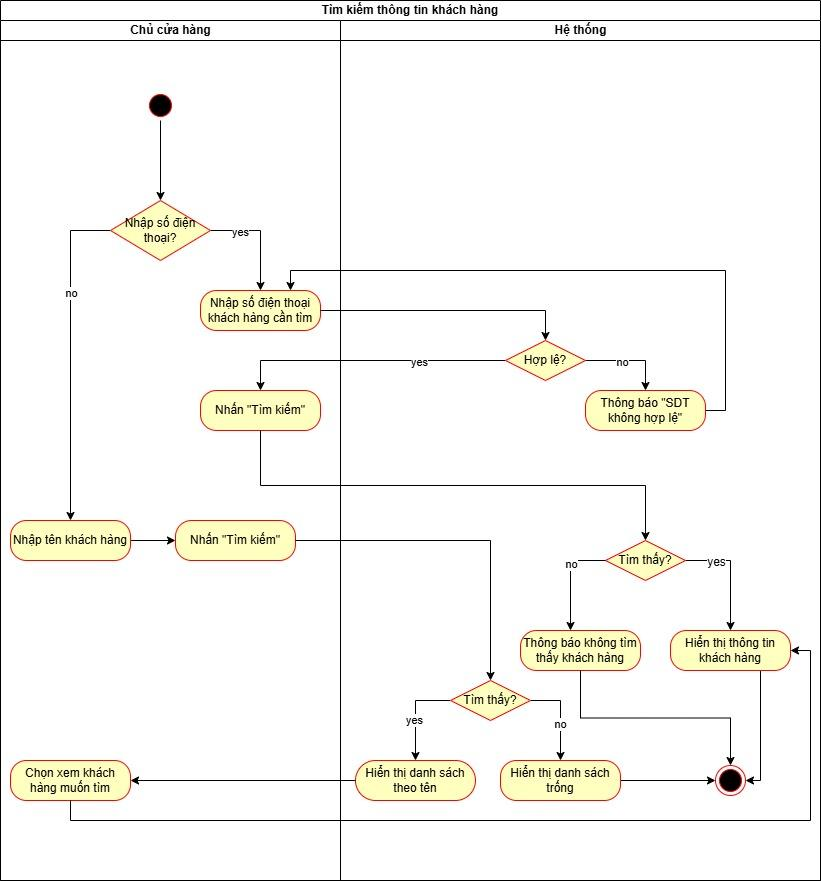 Tìm kiếm thông tin khách hàng
Chủ cửa hàng
Hệ thống
Nhập số điện
thoại?
yes
no
Nhập số điện thoại
khách hàng cần tìm
Hợp lệ?
yes
no
Nhấn "Tìm kiếm"
Thông báo "SDT
không hợp lệ"
Nhập tên khách hàng
Nhấn "Tìm kiếm"
Tìm thấy?
no
yes
Thông báo không tìm
thấy khách hàng
Hiển thị thông tin
khách hàng
Tìm thấy?
yes
no
Chọn xem khách
hàng muốn tìm
Hiển thị danh sách
theo tên
Hiển thị danh sách
trống